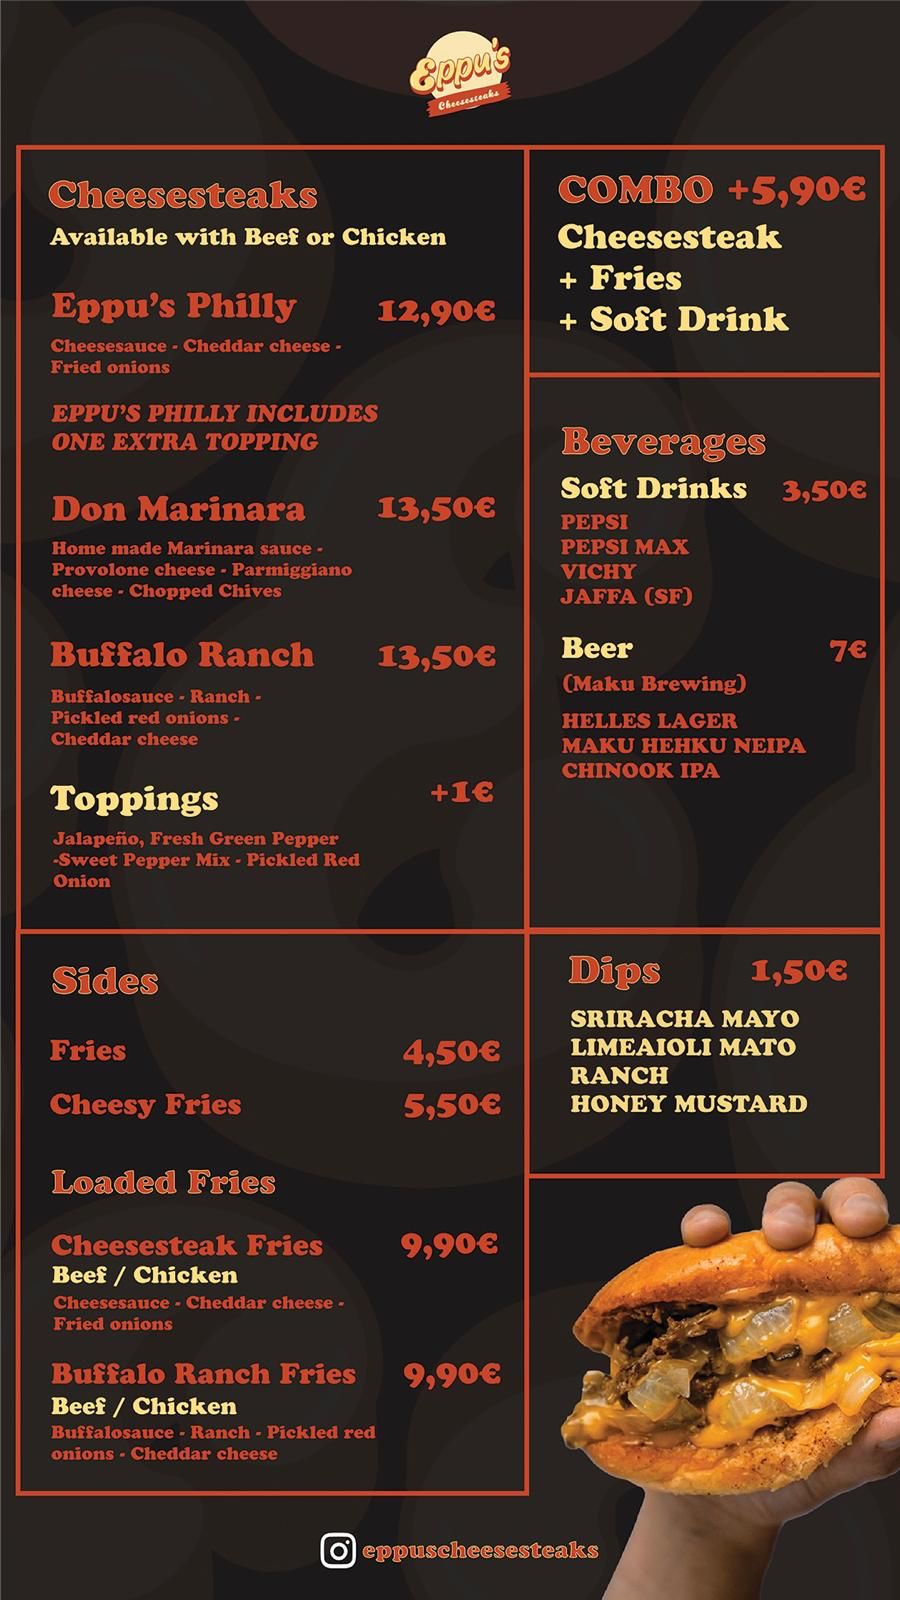 Eppu's
Cheesesteaks
Cheesesteaks
Available with Beef or Chicken
Eppu's Philly 12,90€
Cheesesauce - Cheddar cheese -
Fried onions
EPPU'S PHILLY INCLUDES
ONE EXTRA TOPPING
Don Marinara 13,50€
Home made Marinara sauce -
Provolone cheese - Parmiggiano
cheese - Chopped Chives
Buffalo Ranch 13,50€
Buffalosauce - Ranch -
Pickled red onions -
Cheddar cheese
Toppings +1€
Jalapeño, Fresh Green Pepper
-Sweet Pepper Mix - Pickled Red
Onion
COMBO +5,90€
Cheesesteak
+ Fries
+ Soft Drink
Beverages
Soft Drinks 3,50€
PEPSI
PEPSI MAX
VICHY
JAFFA (SF)
Beer 7€
(Maku Brewing)
HELLES LAGER
MAKU HEHKU NEIPA
CHINOOK IPA
Sides
Fries 4,50€
Cheesy Fries 5,50€
Loaded Fries
Cheesesteak Fries 9,90€
Beef / Chicken
Cheesesauce - Cheddar cheese -
Fried onions
Buffalo Ranch Fries 9,90€
Beef / Chicken
Buffalosauce - Ranch - Pickled red
onions - Cheddar cheese
Dips 1,50€
SRIRACHA MAYO
LIMEAIOLI MATO
RANCH
HONEY MUSTARD
eppuscheesesteaks